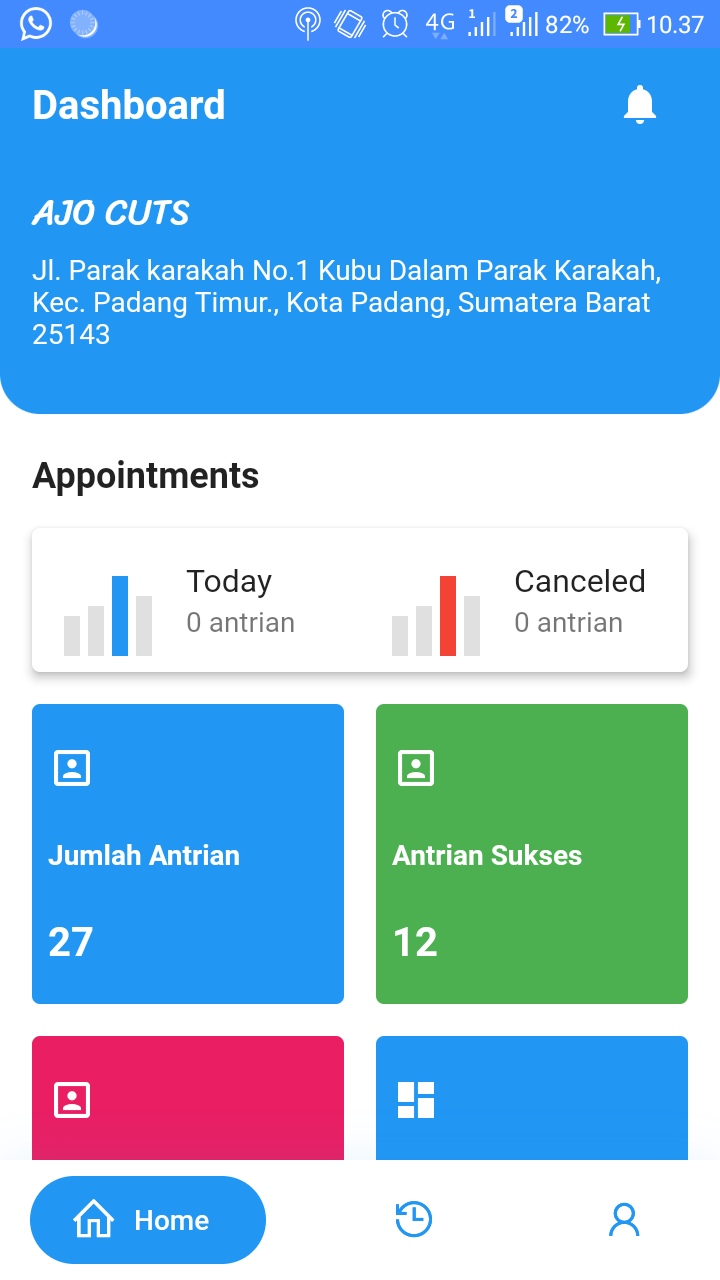 4G 1 2 82% 10.37
Dashboard
AJO CUTS
Jl. Parak karakah No.1 Kubu Dalam Parak Karakah,
Kec. Padang Timur., Kota Padang, Sumatera Barat
25143
Appointments
Today
0 antrian
Canceled
0 antrian
Jumlah Antrian
27
Antrian Sukses
12
Home